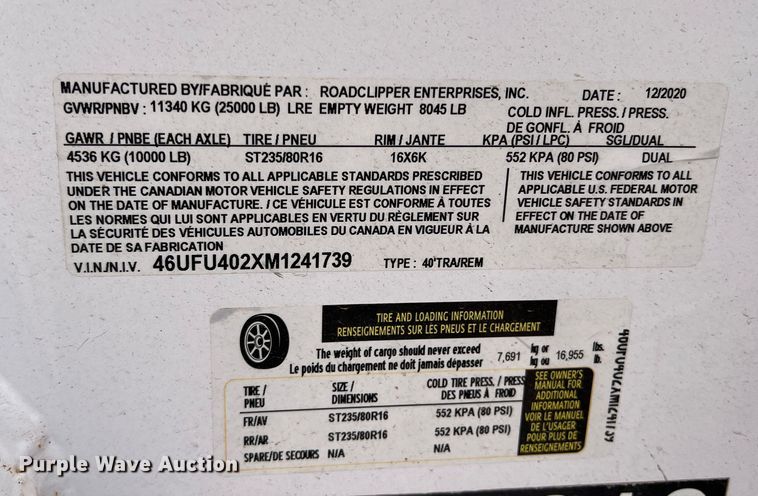 MANUFACTURED BY/FABRIQUÉ PAR : ROADCLIPPER ENTERPRISES, INC. DATE : 12/2020
GVWR/PNBV : 11340 KG (25000 LB) LRE EMPTY WEIGHT 8045 LB COLD INFL. PRESS. / PRESS.
DE GONFL. À FROID
GAWR / PNBE (EACH AXLE) TIRE / PNEU RIM / JANTE KPA (PSI / LPC) SGL/DUAL
4536 KG (10000 LB) ST235/80R16 16X6K 552 KPA (80 PSI) DUAL
THIS VEHICLE CONFORMS TO ALL APPLICABLE STANDARDS PRESCRIBED
UNDER THE CANADIAN MOTOR VEHICLE SAFETY REGULATIONS IN EFFECT
ON THE DATE OF MANUFACTURE. / CE VÉHICULE EST CONFORME À TOUTES
LES NORMES QUI LUI SONT APPLICABLES EN VERTU DU RÈGLEMENT SUR
LA SÉCURITÉ DES VÉHICULES AUTOMOBILES DU CANADA EN VIGUEUR À LA
DATE DE SA FABRICATION
THIS VEHICLE CONFORMS TO ALL
APPLICABLE U.S. FEDERAL MOTOR
VEHICLE SAFETY STANDARDS IN
EFFECT ON THE DATE OF
MANUFACTURE SHOWN ABOVE
V.I.N./N.I.V. 46UFU402XM1241739 TYPE : 40'TRA/REM
TIRE AND LOADING INFORMATION
RENSEIGNEMENTS SUR LES PNEUS ET LE CHARGEMENT
The weight of cargo should never exceed
Le poids du chargement ne doit jamais dépasser
7,691 kg or kg ou 16,955 lbs. lb.
TIRE / PNEU SIZE / DIMENSIONS COLD TIRE PRESS. / PRESS DES PNEUS À FROID
FR/AV ST235/80R16 552 KPA (80 PSI)
RR/AR ST235/80R16 552 KPA (80 PSI)
SPARE/DE SECOURS N/A N/A
SEE OWNER'S
MANUAL FOR
ADDITIONAL
INFORMATION
VOIR LE MANUEL
DE L'USAGER
POUR PLUS DE
RENSEIGNEMENTS
Purple Wave Auction